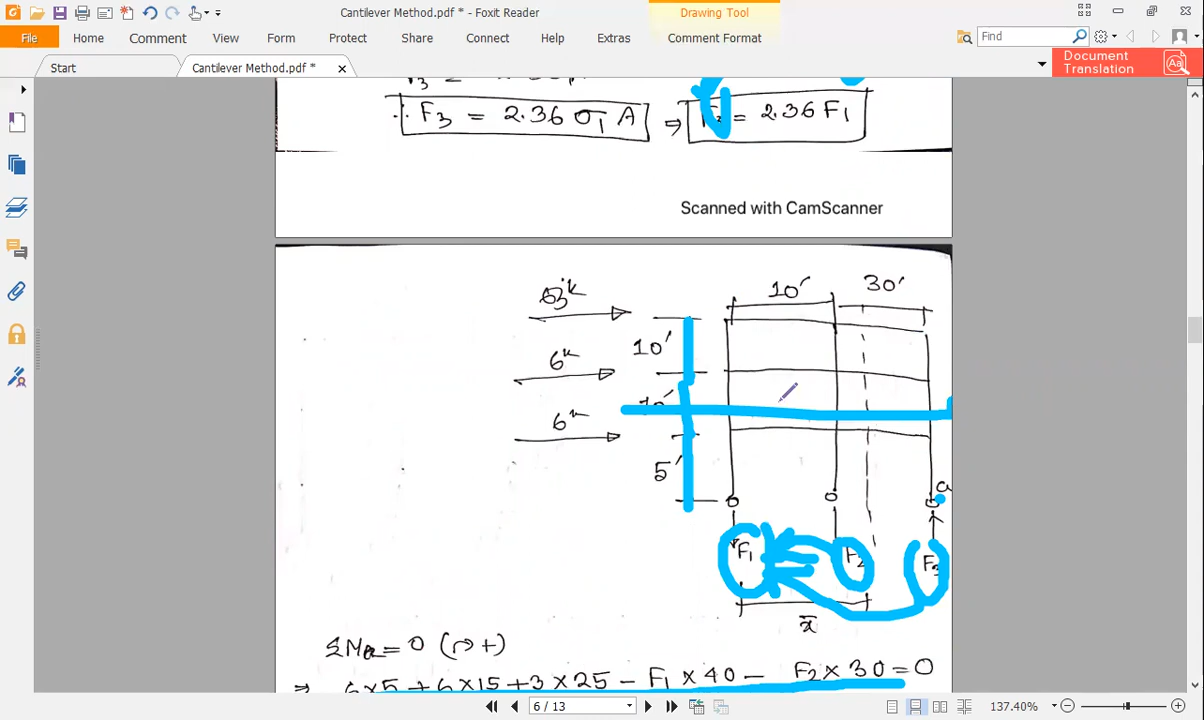 Cantilever Method.pdf * - Foxit Reader
Drawing Tool
File
Home
Comment
View
Form
Protect
Share
Connect
Help
Extras
Comment Format
Find
Start
Cantilever Method.pdf *
Document
Translation
∴ F3 = 2.36 σ1 A ⇒ = 2.36 F1
Scanned with CamScanner
10′ 30′
3k
10′
6k
10′
6k
5′
a
F1 F2 F3
x̄
ΣMa = 0 (↷+)
⇒ 6×5 + 6×15 + 3×25 − F1×40 − F2×30 = 0
6 / 13
137.40%